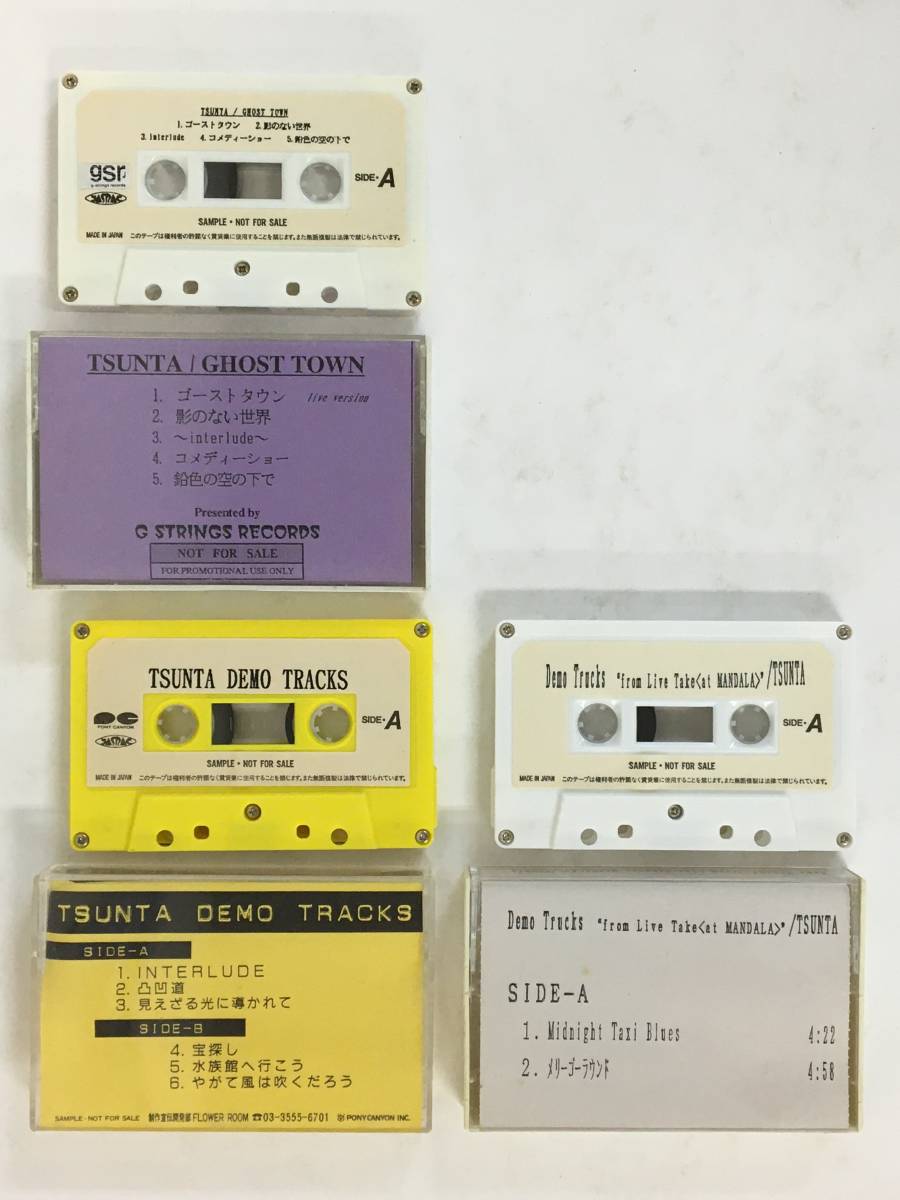 TSUNTA / GHOST TOWN
1. ゴーストタウン 2. 影のない世界
3. interlude 4. コメディーショー 5. 鉛色の空の下で
gsr
g-strings records
JASRAC
SIDE-A
SAMPLE・NOT FOR SALE
MADE IN JAPAN このテープは権利者の許諾なく賃貸業に使用することを禁じます。また無断複製は法律で禁じられています。
TSUNTA / GHOST TOWN
1. ゴーストタウン live version
2. 影のない世界
3. ～interlude～
4. コメディーショー
5. 鉛色の空の下で
Presented by
G STRINGS RECORDS
NOT FOR SALE
FOR PROMOTIONAL USE ONLY
TSUNTA DEMO TRACKS
PONY CANYON
JASRAC
SIDE-A
SAMPLE・NOT FOR SALE
MADE IN JAPAN このテープは権利者の許諾なく賃貸業に使用することを禁じます。また無断複製は法律で禁じられています。
TSUNTA DEMO TRACKS
SIDE-A
1. INTERLUDE
2. 凸凹道
3. 見えざる光に導かれて
SIDE-B
4. 宝探し
5. 水族館へ行こう
6. やがて風は吹くだろう
SAMPLE・NOT FOR SALE 制作宣伝開発部 FLOWER ROOM ☎03-3555-6701 PONYCANYON INC.
Demo Trucks "from Live Take<at MANDALA>"/TSUNTA
SIDE-A
SAMPLE・NOT FOR SALE
MADE IN JAPAN このテープは権利者の許諾なく賃貸業に使用することを禁じます。また無断複製は法律で禁じられています。
Demo Trucks "from Live Take<at MANDALA>"/TSUNTA
SIDE-A
1. Midnight Taxi Blues 4:22
2. ﾒﾘｰｺﾞｰﾗｳﾝﾄﾞ 4:58